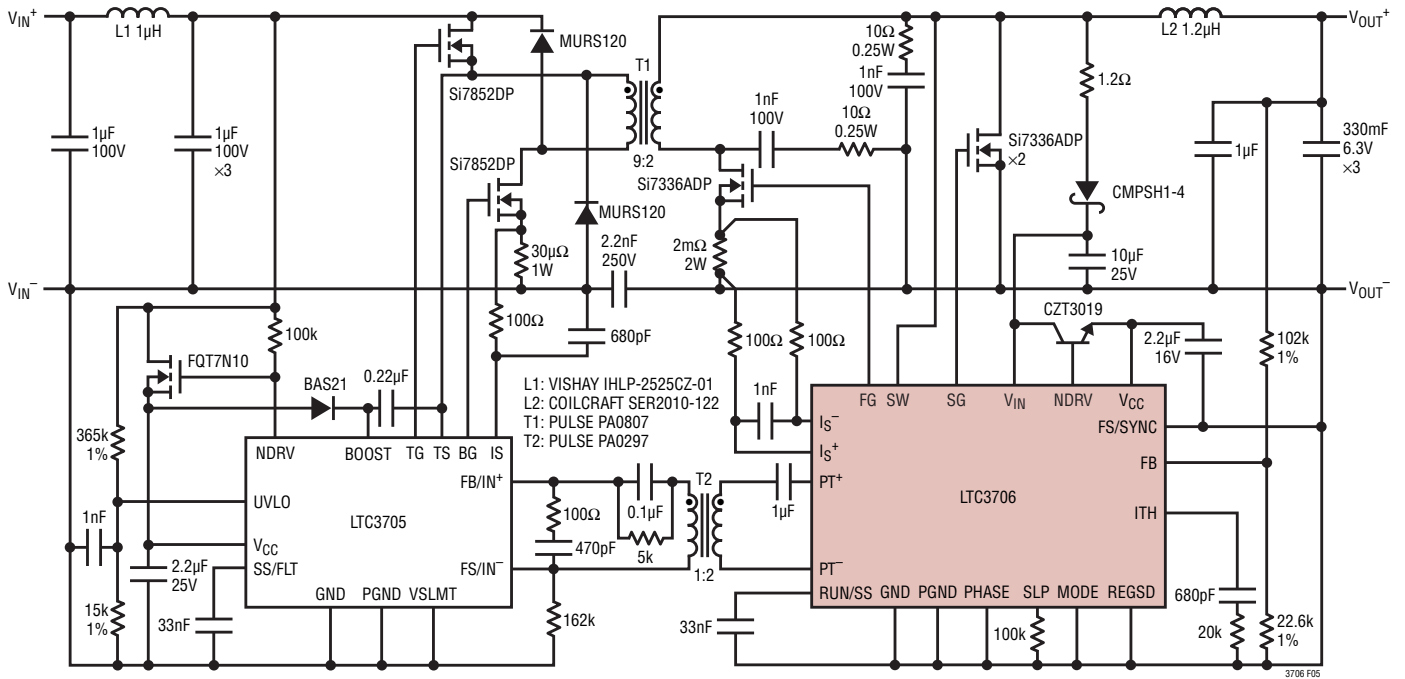 VIN+
L1 1µH
MURS120
Si7852DP
T1
9:2
10Ω
0.25W
1nF
100V
1nF
100V
10Ω
0.25W
L2 1.2µH
VOUT+
1.2Ω
1µF
100V
1µF
100V
×3
Si7852DP
Si7336ADP
Si7336ADP
×2
CMPSH1-4
1µF
330mF
6.3V
×3
MURS120
30µΩ
1W
2.2nF
250V
2mΩ
2W
10µF
25V
VIN–
VOUT–
100k
100Ω
680pF
100Ω
100Ω
CZT3019
2.2µF
16V
102k
1%
FQT7N10
BAS21
0.22µF
L1: VISHAY IHLP-2525CZ-01
L2: COILCRAFT SER2010-122
T1: PULSE PA0807
T2: PULSE PA0297
1nF
365k
1%
NDRV
BOOST
TG
TS
BG
IS
FB/IN+
UVLO
LTC3705
VCC
SS/FLT
FS/IN–
GND
PGND
VSLMT
1nF
2.2µF
25V
15k
1%
33nF
100Ω
470pF
0.1µF
5k
T2
1:2
1µF
162k
FG
SW
SG
VIN
NDRV
VCC
FS/SYNC
IS–
IS+
FB
PT+
LTC3706
ITH
PT–
RUN/SS
GND
PGND
PHASE
SLP
MODE
REGSD
33nF
100k
680pF
20k
22.6k
1%
3706 F05